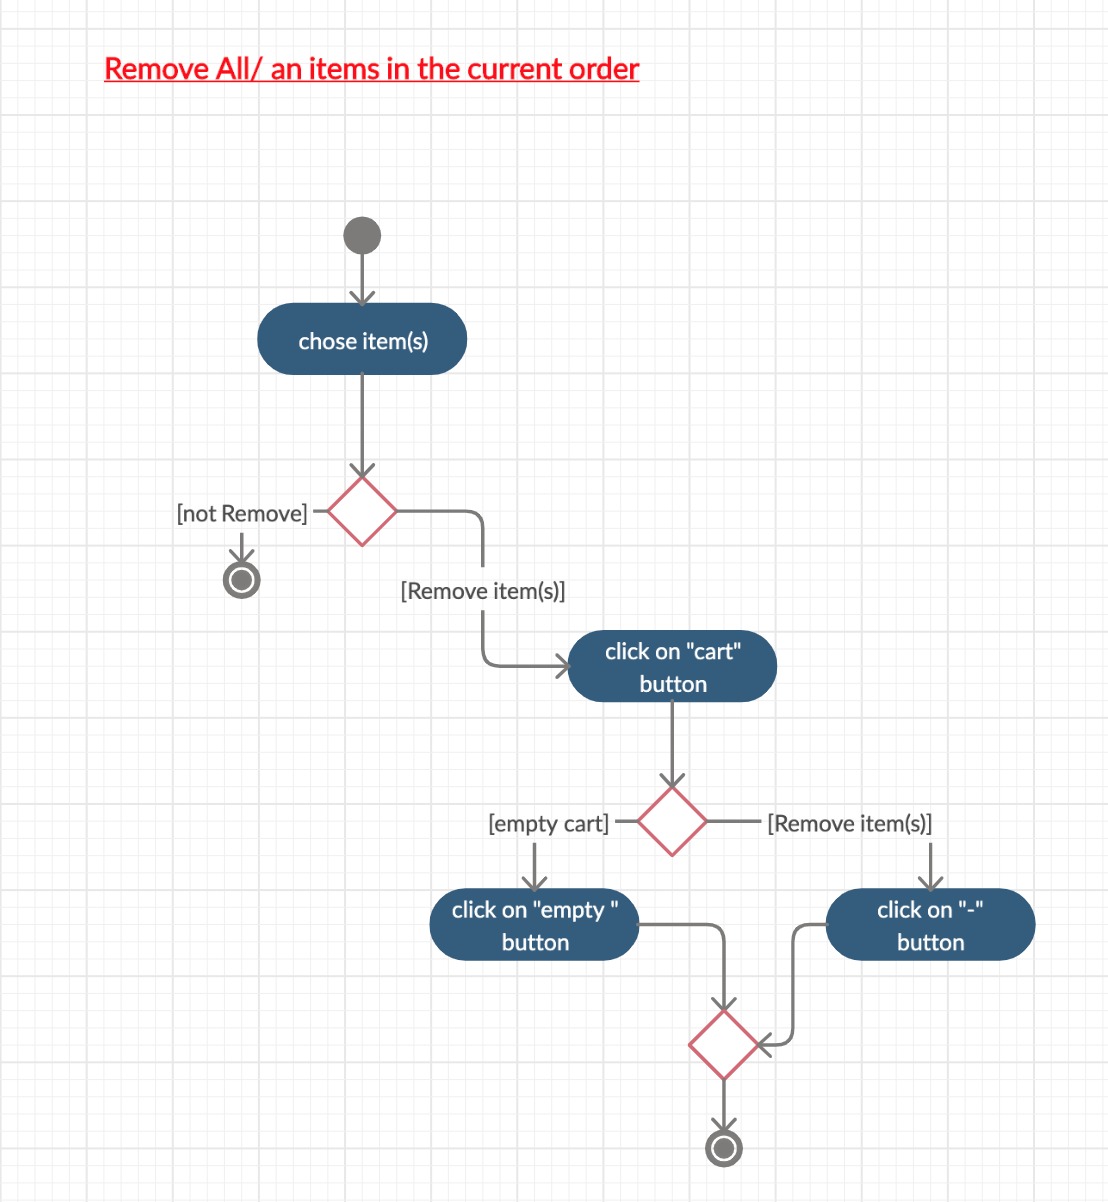 Remove All/ an items in the current order
chose item(s)
[not Remove]
[Remove item(s)]
click on "cart"
button
[empty cart]
[Remove item(s)]
click on "empty "
button
click on "-"
button